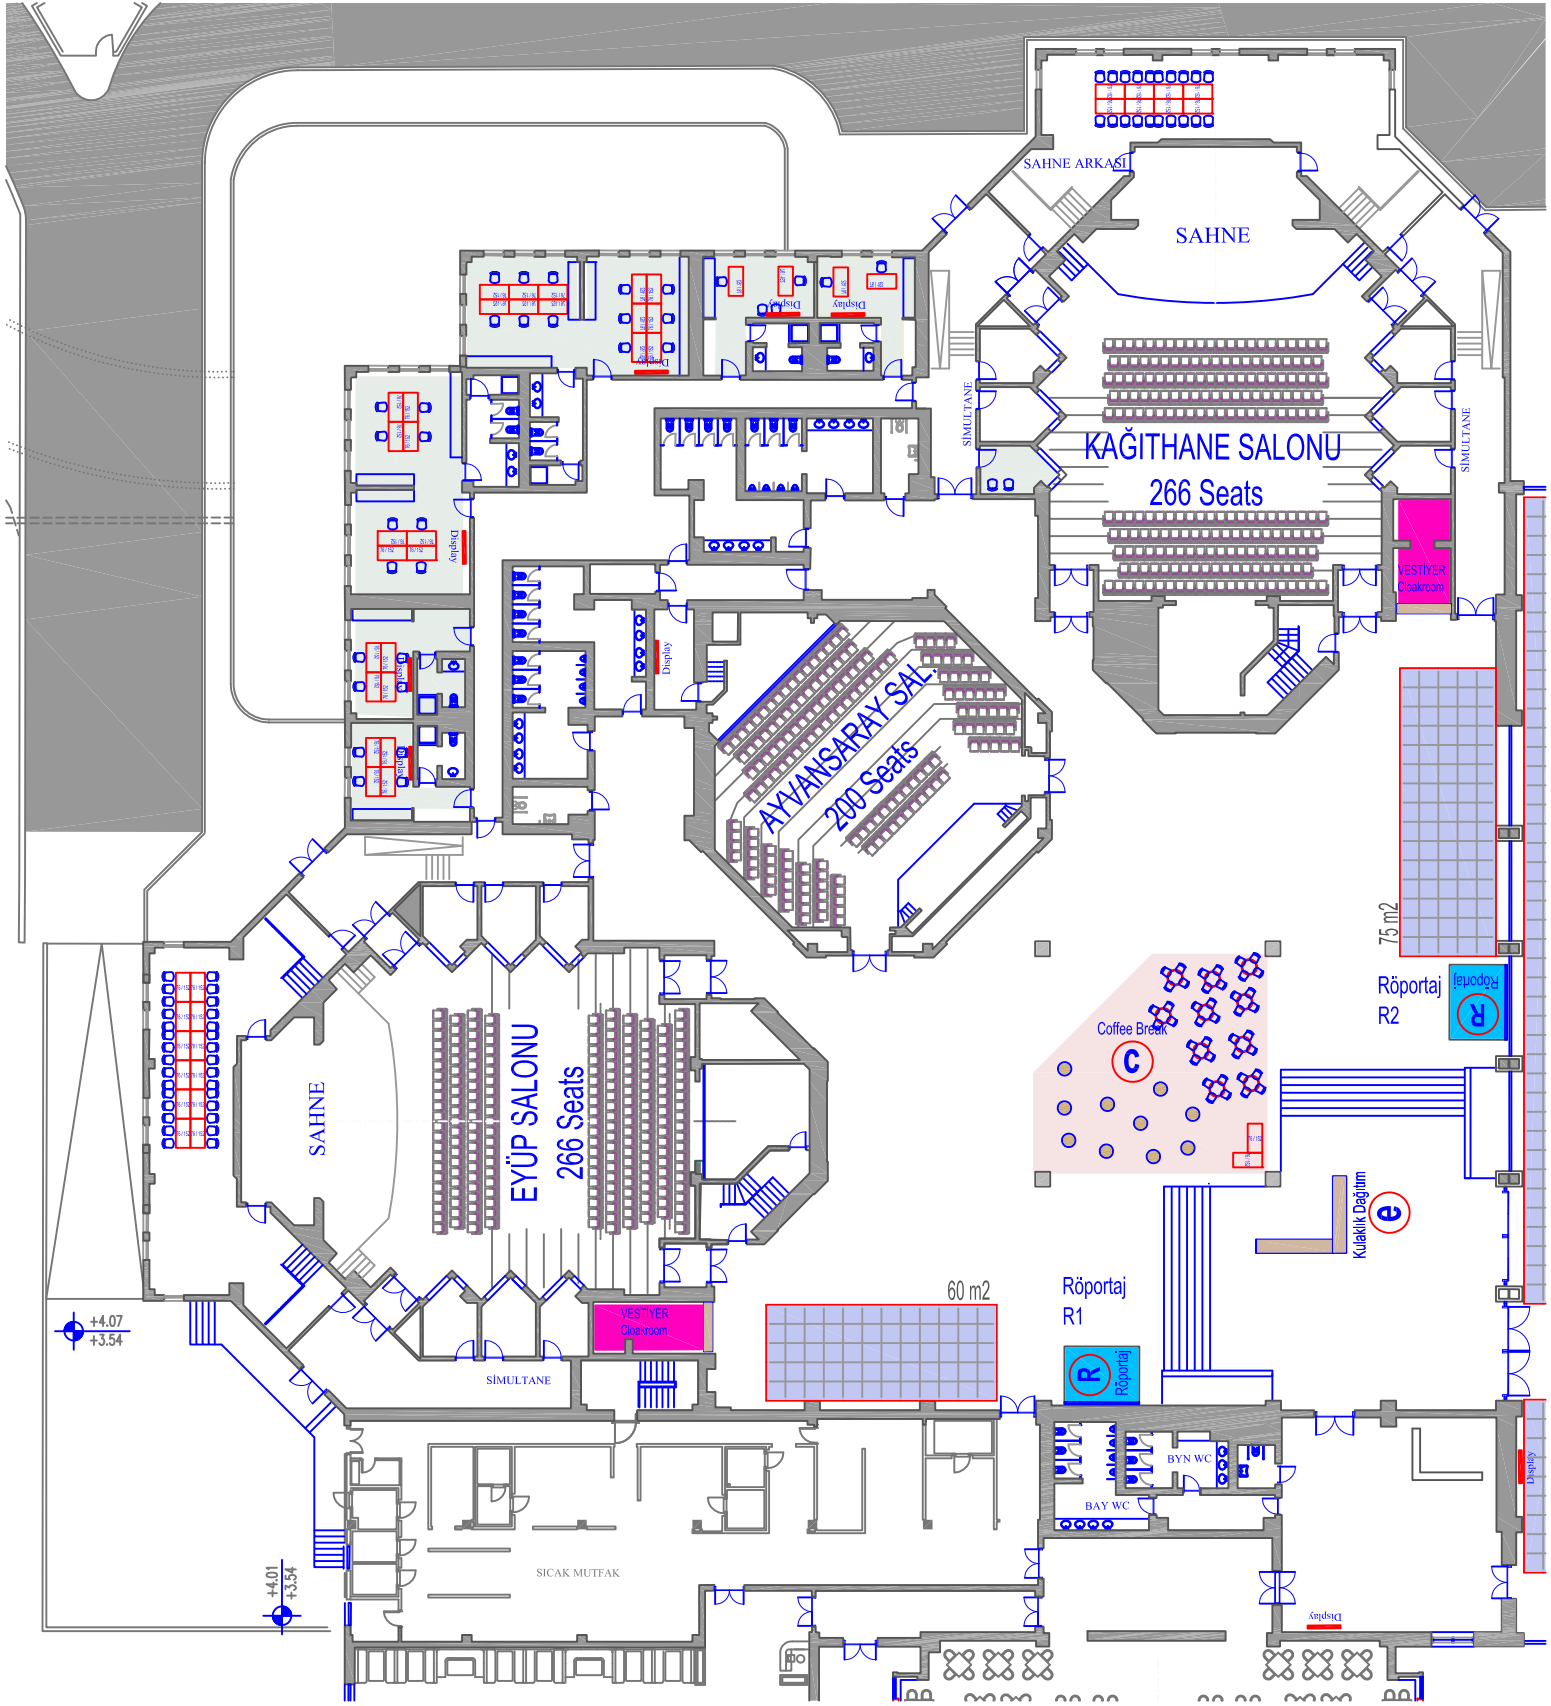 SAHNE ARKASI
SAHNE
Display
Display
Display
SİMULTANE
SİMULTANE
KAĞITHANE SALONU
266 Seats
Display
VESTİYER
Cloakroom
Display
Display
Display
AYVANSARAY SAL.
200 Seats
75 m2
Röportaj
R2
Röportaj
R
Coffee Break
C
SAHNE
EYÜP SALONU
266 Seats
Kulaklık Dağıtım
e
60 m2
Röportaj
R1
R
Röportaj
VESTİYER
Cloakroom
+4.07
+3.54
SİMULTANE
BYN WC
BAY WC
Display
SICAK MUTFAK
+4.01
+3.54
Display